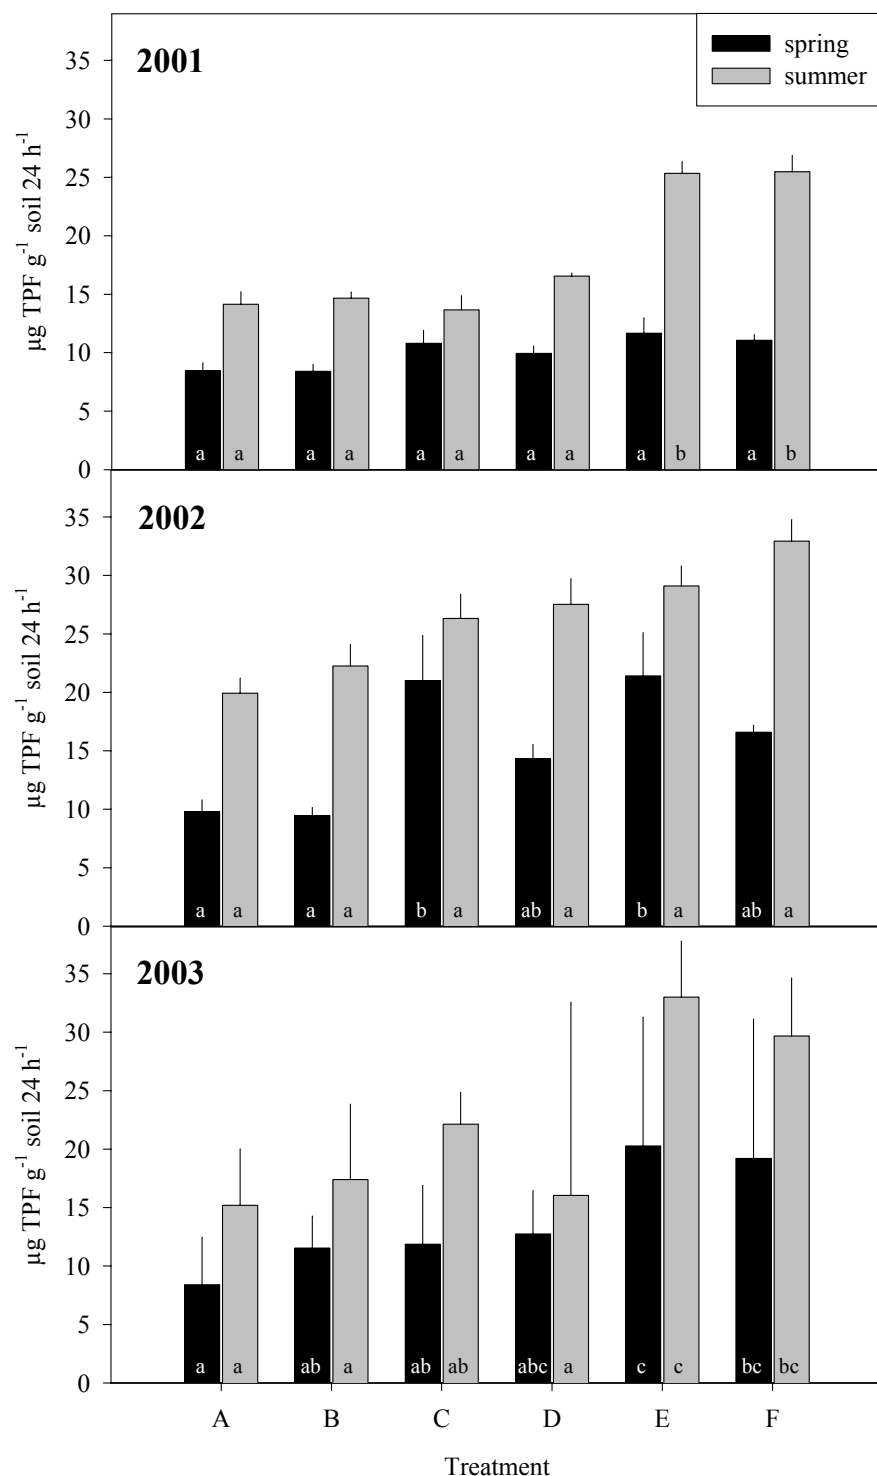 spring
summer
2001
35
30
25
20
15
10
5
0
µg TPF g⁻¹ soil 24 h⁻¹
a a a a a a a a a b a b
2002
35
30
25
20
15
10
5
0
µg TPF g⁻¹ soil 24 h⁻¹
a a a a b a ab a b a ab a
2003
35
30
25
20
15
10
5
0
µg TPF g⁻¹ soil 24 h⁻¹
a a ab a ab ab abc a c c bc bc
A B C D E F
Treatment